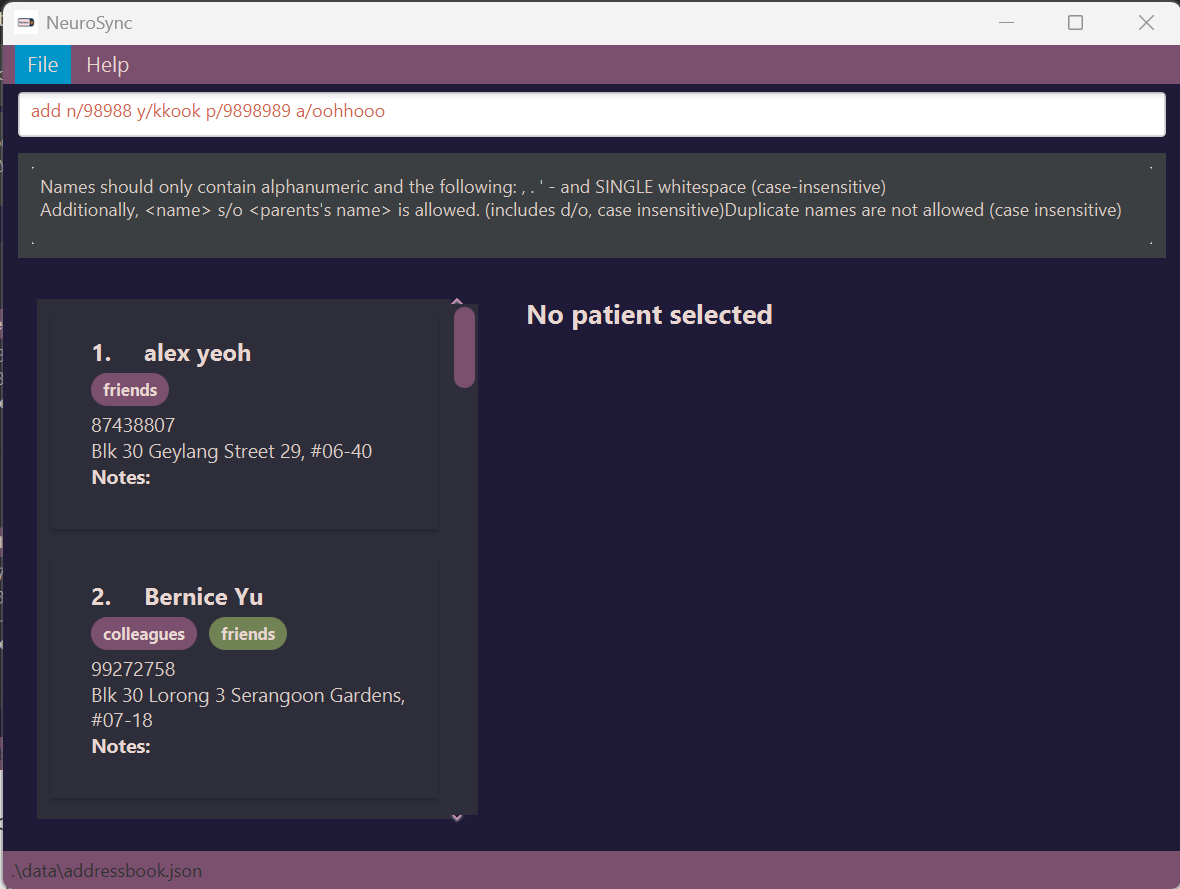 NeuroSync
File Help
add n/98988 y/kkook p/9898989 a/oohhooo
Names should only contain alphanumeric and the following: , . ' - and SINGLE whitespace (case-insensitive)
Additionally, <name> s/o <parents's name> is allowed. (includes d/o, case insensitive)Duplicate names are not allowed (case insensitive)
1. alex yeoh
friends
87438807
Blk 30 Geylang Street 29, #06-40
Notes:
2. Bernice Yu
colleagues friends
99272758
Blk 30 Lorong 3 Serangoon Gardens,
#07-18
Notes:
No patient selected
.\data\addressbook.json